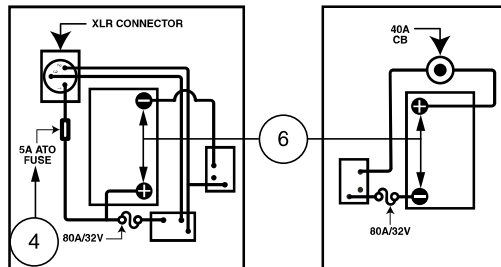 XLR CONNECTOR
5A ATO
FUSE
4
80A/32V
6
40A
CB
80A/32V